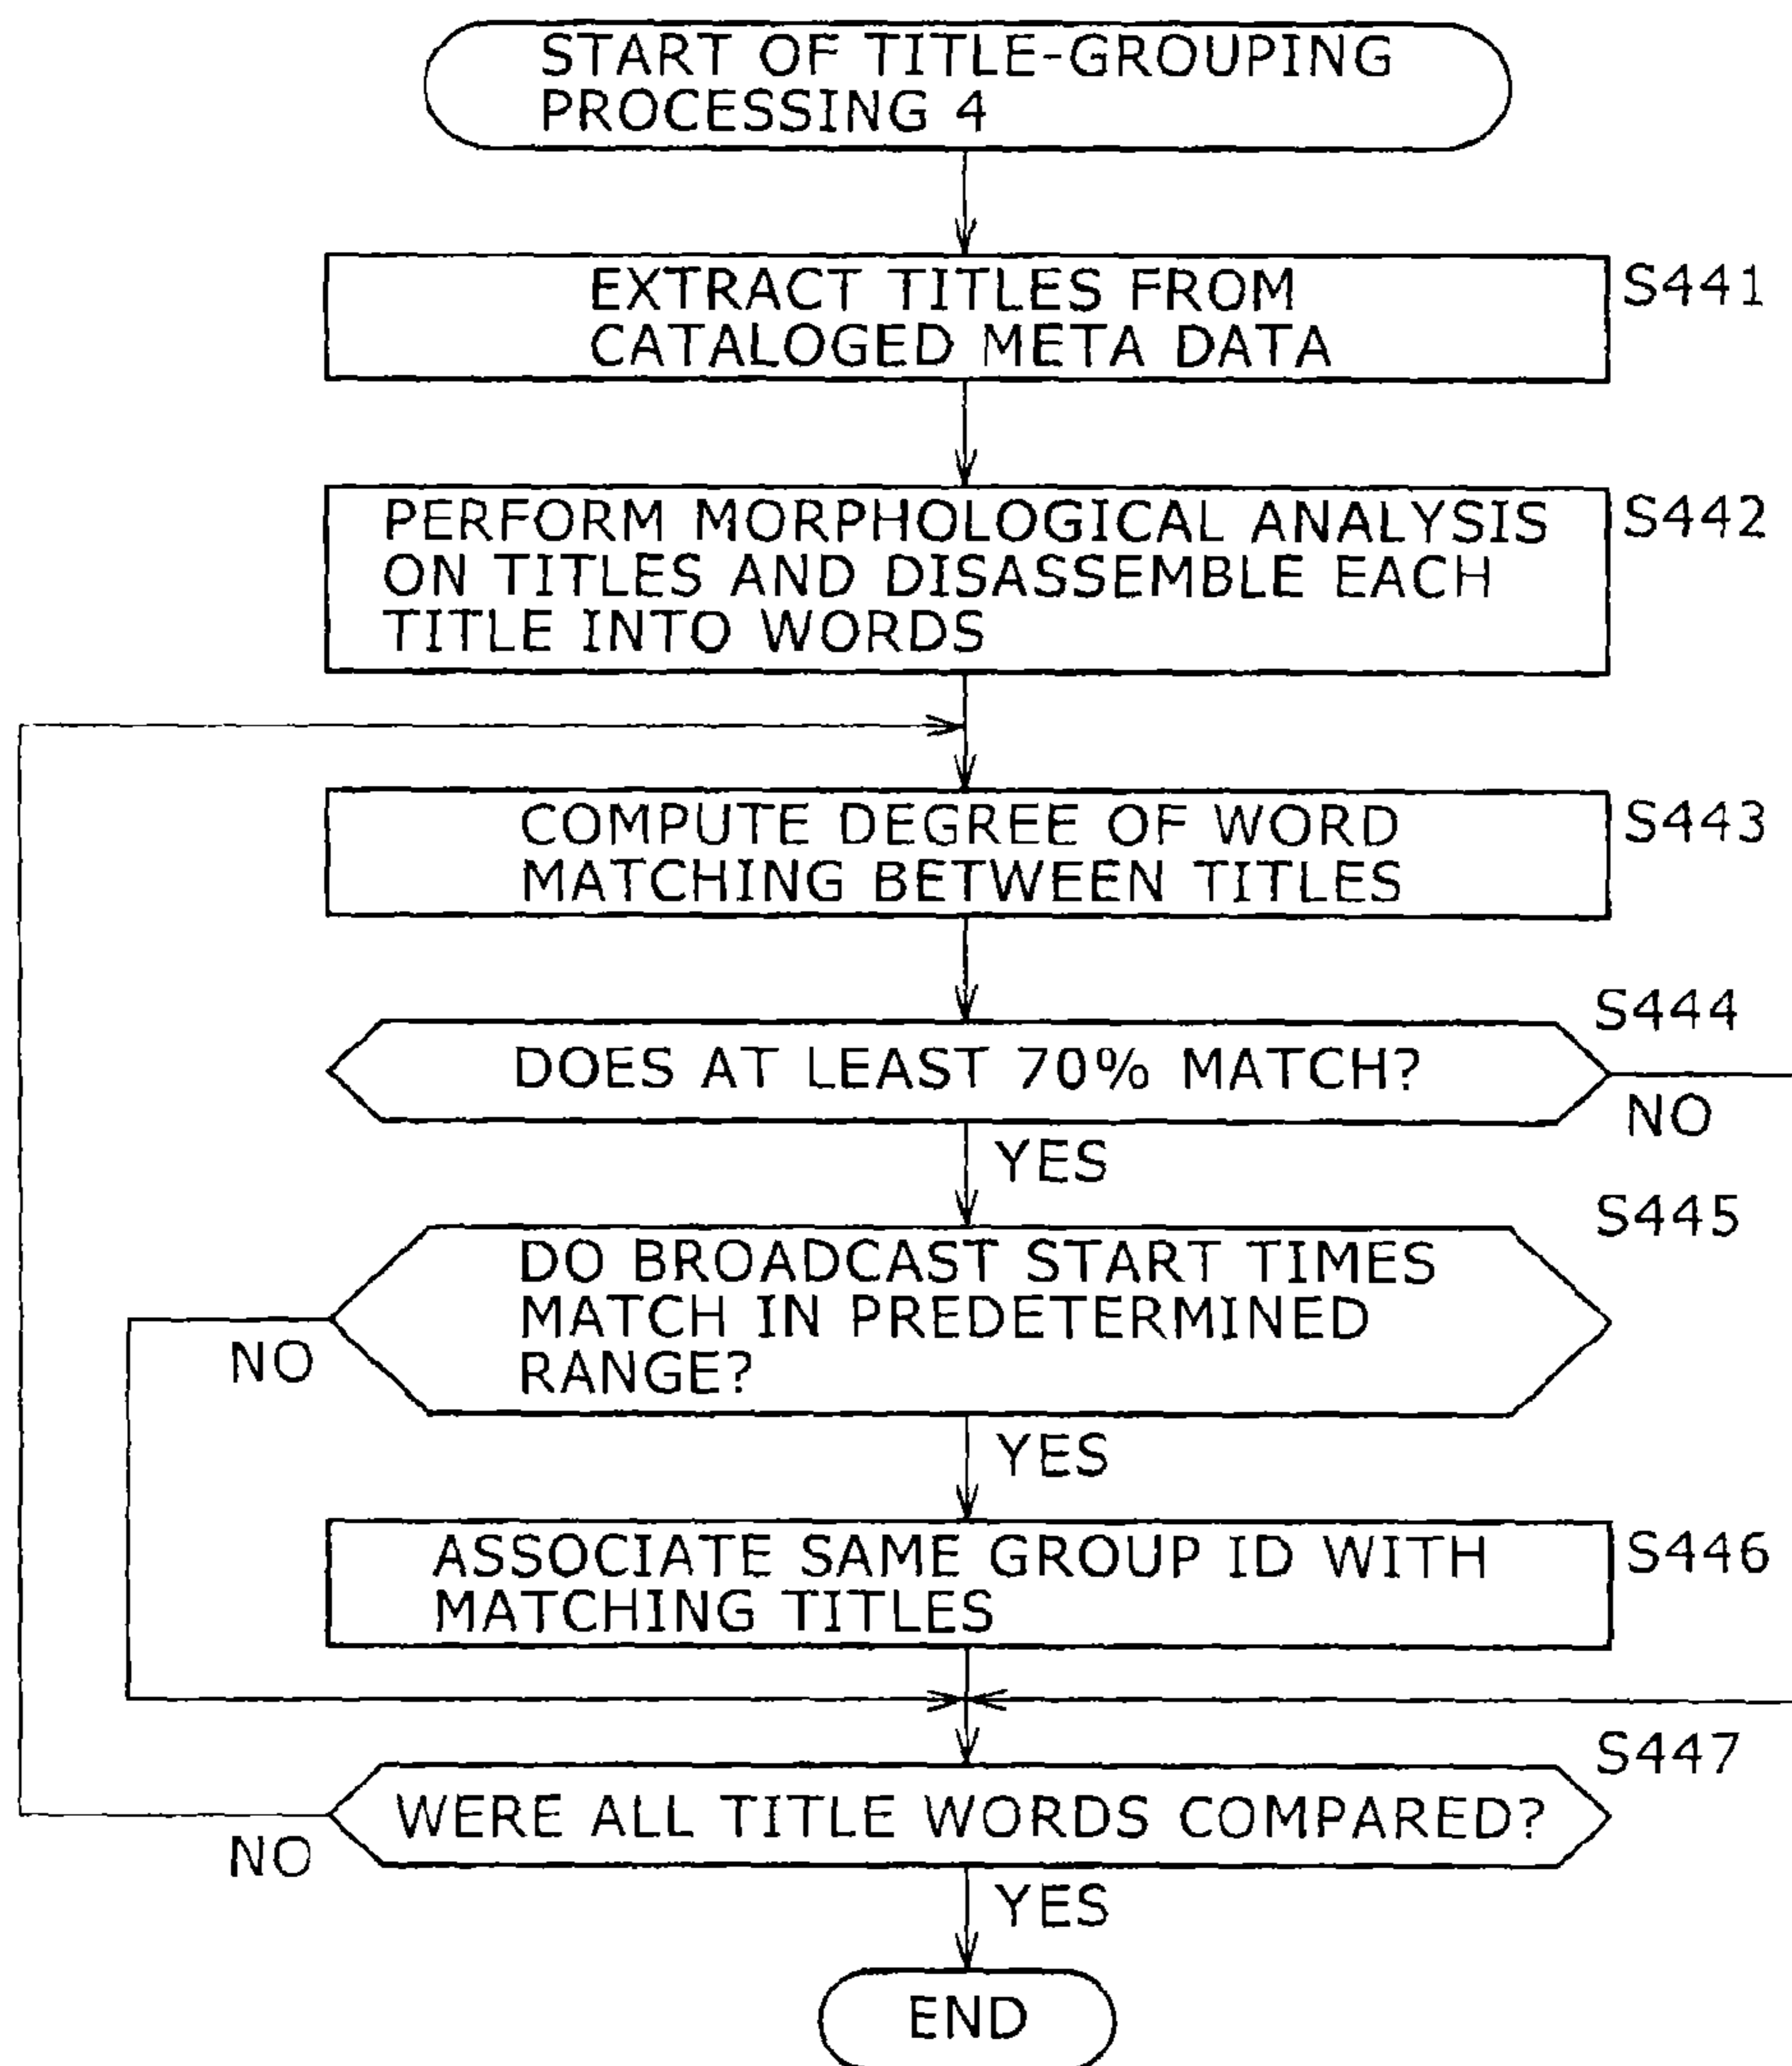 START OF TITLE-GROUPING
PROCESSING 4
EXTRACT TITLES FROM
CATALOGED META DATA
S441
PERFORM MORPHOLOGICAL ANALYSIS
ON TITLES AND DISASSEMBLE EACH
TITLE INTO WORDS
S442
COMPUTE DEGREE OF WORD
MATCHING BETWEEN TITLES
S443
S444
DOES AT LEAST 70% MATCH?
NO
YES
S445
DO BROADCAST START TIMES
MATCH IN PREDETERMINED
RANGE?
NO
YES
ASSOCIATE SAME GROUP ID WITH
MATCHING TITLES
S446
S447
WERE ALL TITLE WORDS COMPARED?
NO
YES
END